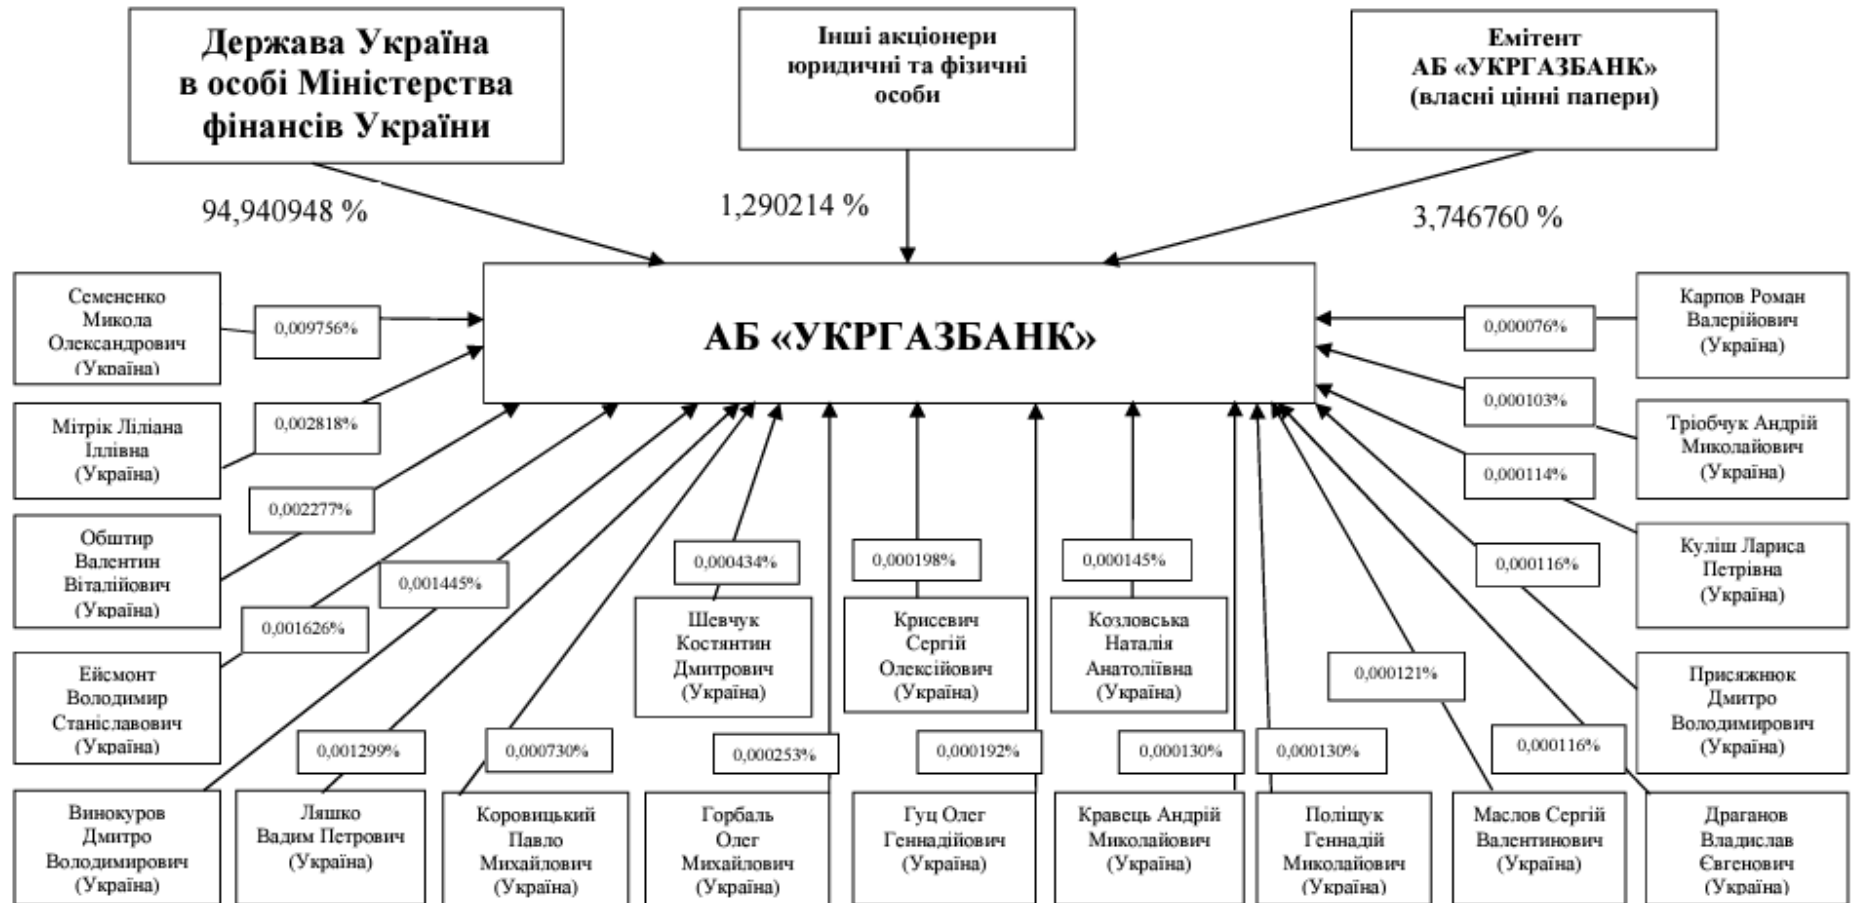 Держава Україна
в особі Міністерства
фінансів України
Інші акціонери
юридичні та фізичні
особи
Емітент
АБ «УКРГАЗБАНК»
(власні цінні папери)
94,940948 %
1,290214 %
3,746760 %
АБ «УКРГАЗБАНК»
Семененко
Микола
Олександрович
(Україна)
0,009756%
Мітрік Ліліана
Іллівна
(Україна)
0,002818%
Обштир
Валентин
Віталійович
(Україна)
0,002277%
Ейсмонт
Володимир
Станіславович
(Україна)
0,001626%
0,001445%
Винокуров
Дмитро
Володимирович
(Україна)
0,001299%
Ляшко
Вадим Петрович
(Україна)
0,000730%
Коровицький
Павло
Михайлович
(Україна)
0,000434%
Шевчук
Костянтин
Дмитрович
(Україна)
0,000253%
Горбаль
Олег
Михайлович
(Україна)
0,000198%
Крисевич
Сергій
Олексійович
(Україна)
0,000192%
Гуц Олег
Геннадійович
(Україна)
0,000145%
Козловська
Наталія
Анатоліївна
(Україна)
0,000130%
Кравець Андрій
Миколайович
(Україна)
0,000130%
Поліщук
Геннадій
Миколайович
(Україна)
0,000121%
Маслов Сергій
Валентинович
(Україна)
0,000116%
Драганов
Владислав
Євгенович
(Україна)
0,000116%
Присяжнюк
Дмитро
Володимирович
(Україна)
0,000114%
Куліш Лариса
Петрівна
(Україна)
0,000103%
Тріобчук Андрій
Миколайович
(Україна)
0,000076%
Карпов Роман
Валерійович
(Україна)